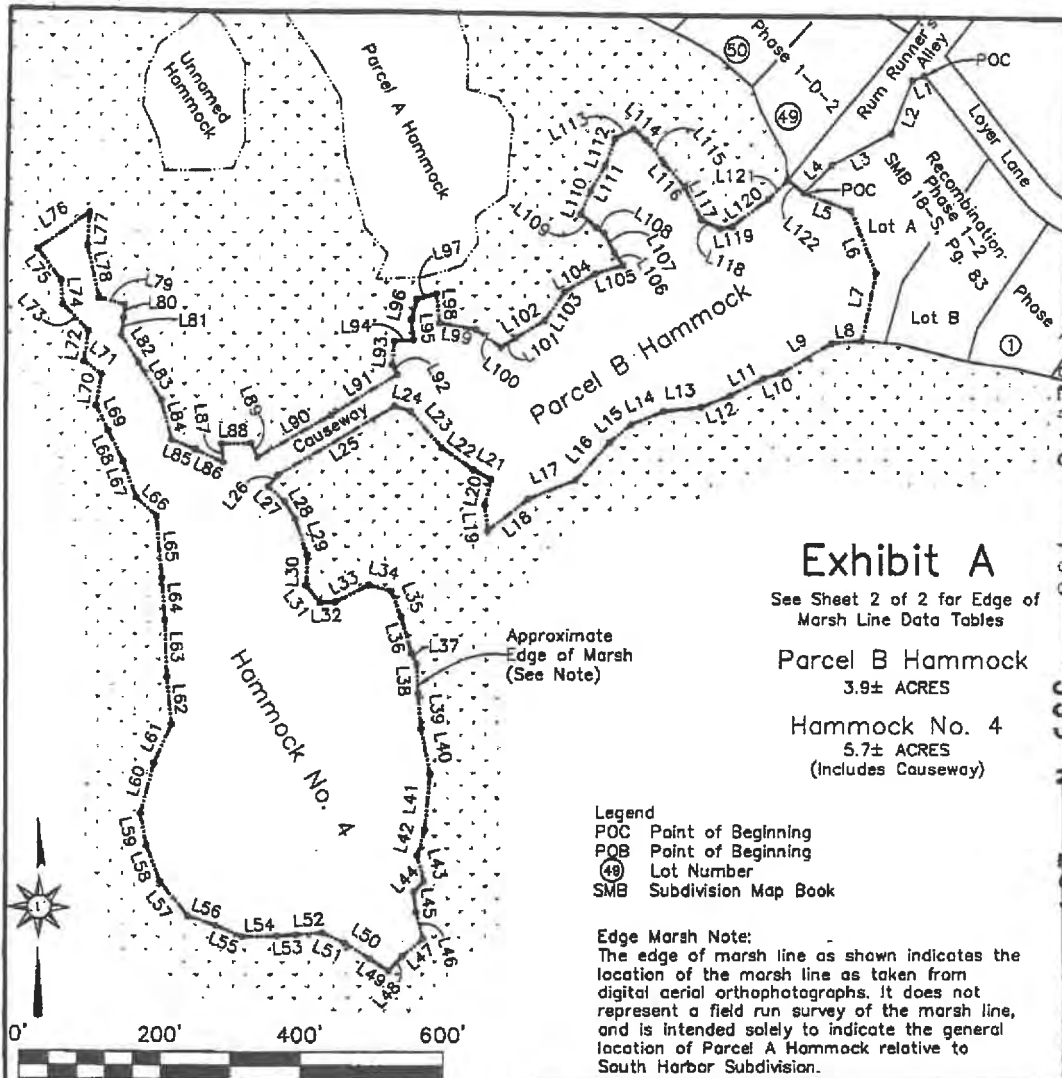 Unnamed
Hammock
Parcel A Hammock
50
Phase 1-D-2
49
Rum Runner's
Alley
POC
L1
L2
L3
L4
Loyer Lane
Recombination:
Phase 1-2
SMB 18-S, Pg. 83
POC
L5
L6
L7
L8
Lot A
Lot B
Phase
1
L121
L122
L120
L119
L118
L117
L116
L115
L114
L113
L112
L111
L110
L109
L108
L107
L106
L105
L104
L103
L102
L101
L100
L99
L98
L97
L96
L95
L94
L93
L92
L91
L90
L89
L88
L87
L86
L85
L84
L83
L82
L81
L80
L79
L78
L77
L76
L75
L74
L73
L72
L71
L70
L69
L68
L67
L66
L65
L64
L63
L62
L61
L60
L59
L58
L57
L56
L55
L54
L53
L52
L51
L50
L49
L48
L47
L46
L45
L44
L43
L42
L41
L40
L39
L38
L37
L36
L35
L34
L33
L32
L31
L30
L29
L28
L27
L26
L25
L24
L23
L22
L21
L20
L19
L18
L17
L16
L15
L14
L13
L12
L11
L10
L9
Causeway
Parcel B Hammock
Hammock No. 4
Approximate
Edge of Marsh
(See Note)
Exhibit A
See Sheet 2 of 2 for Edge of
Marsh Line Data Tables
Parcel B Hammock
3.9± ACRES
Hammock No. 4
5.7± ACRES
(Includes Causeway)
Legend
POC Point of Beginning
POB Point of Beginning
49 Lot Number
SMB Subdivision Map Book
Edge Marsh Note:
The edge of marsh line as shown indicates the
location of the marsh line as taken from
digital aerial orthophotographs. It does not
represent a field run survey of the marsh line,
and is intended solely to indicate the general
location of Parcel A Hammock relative to
South Harbor Subdivision.
0' 200' 400' 600'